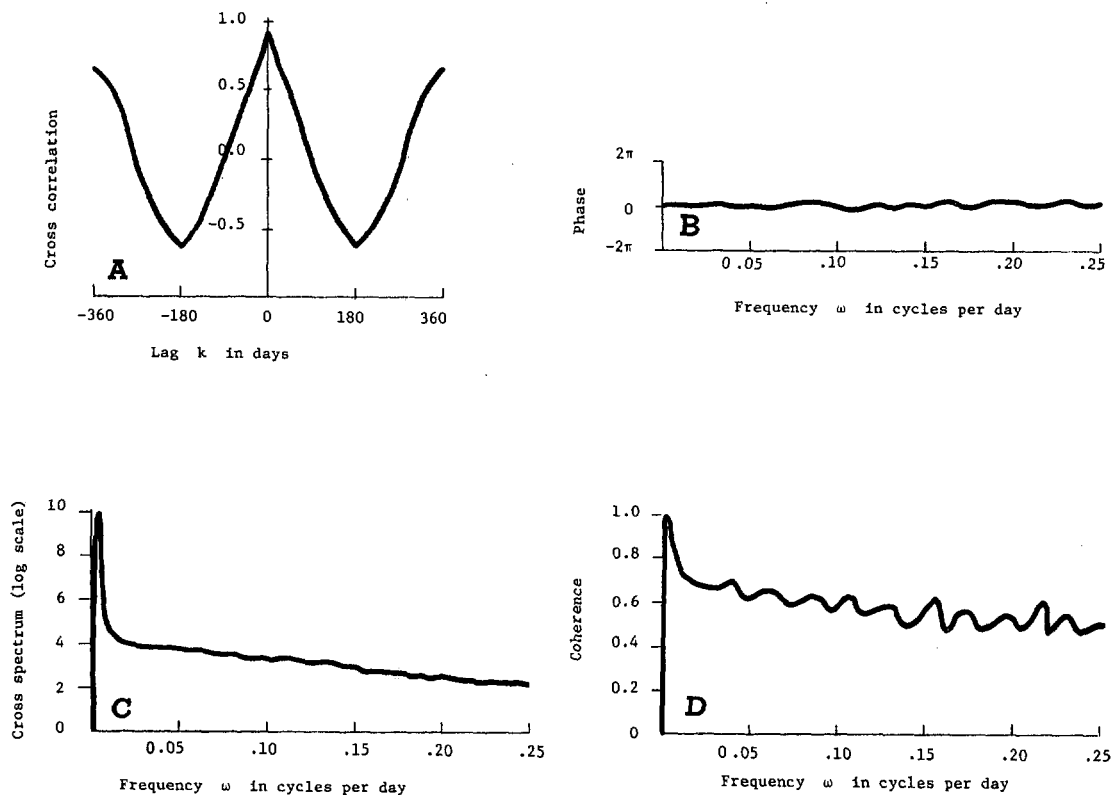 1.0
0.5
0.0
-0.5
Cross correlation
A
-360
-180
0
180
360
Lag k in days
2π
0
-2π
Phase
B
0.05
.10
.15
.20
.25
Frequency ω in cycles per day
10
8
6
4
2
0
Cross spectrum (log scale)
C
0.05
.10
.15
.20
.25
Frequency ω in cycles per day
1.0
0.8
0.6
0.4
0.2
0
Coherence
D
0.05
.10
.15
.20
.25
Frequency ω in cycles per day